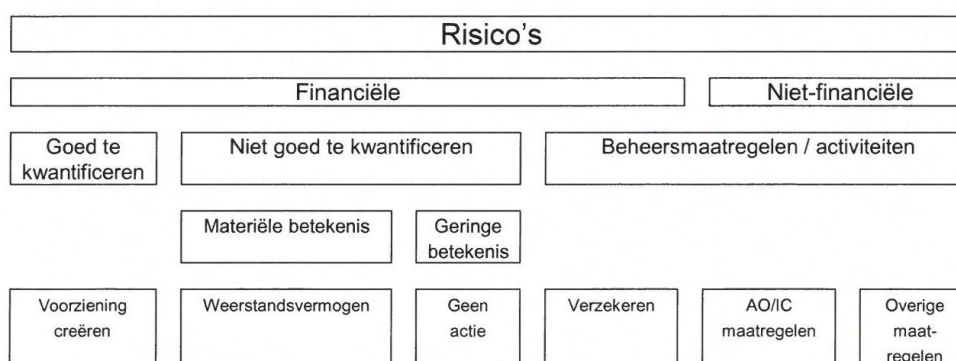 Risico's
Financiële
Niet-financiële
Goed te
kwantificeren
Niet goed te kwantificeren
Beheersmaatregelen / activiteiten
Materiële betekenis
Geringe
betekenis
Voorziening
creëren
Weerstandsvermogen
Geen
actie
Verzekeren
AO/IC
maatregelen
Overige
maat-
regelen